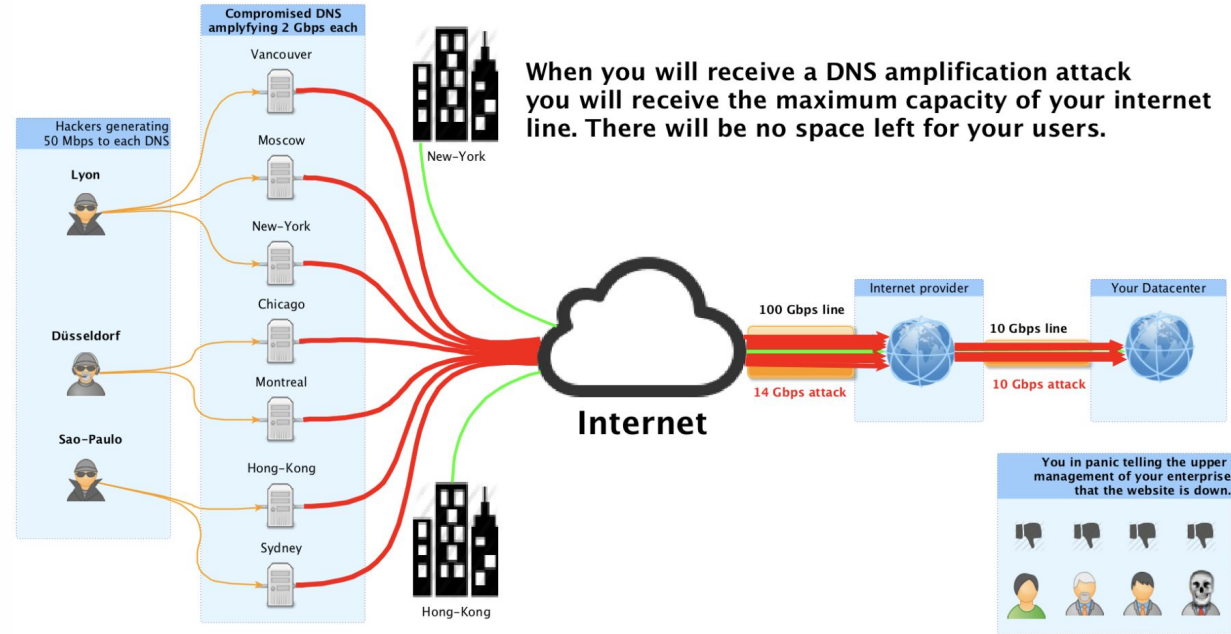 Compromised DNS
amplyfying 2 Gbps each
Vancouver
Moscow
New-York
Chicago
Montreal
Hong-Kong
Sydney
Hackers generating
50 Mbps to each DNS
Lyon
Düsseldorf
Sao-Paulo
New-York
Hong-Kong
When you will receive a DNS amplification attack
you will receive the maximum capacity of your internet
line. There will be no space left for your users.
Internet
100 Gbps line
14 Gbps attack
Internet provider
10 Gbps line
10 Gbps attack
Your Datacenter
You in panic telling the upper
management of your enterprise
that the website is down.